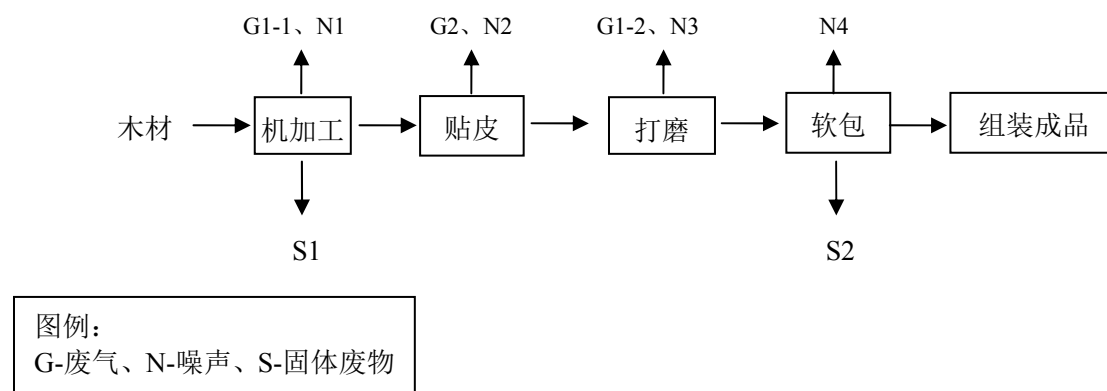 G1-1、N1
G2、N2
G1-2、N3
N4
木材
机加工
贴皮
打磨
软包
组装成品
S1
S2
图例：
G-废气、N-噪声、S-固体废物